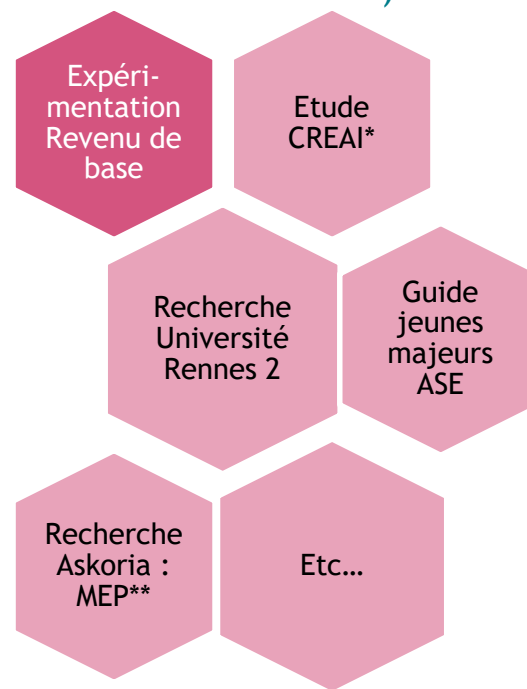 Expéri-
mentation
Revenu de
base
Etude
CREAI*
Recherche
Université
Rennes 2
Guide
jeunes
majeurs
ASE
Recherche
Askoria :
MEP**
Etc…